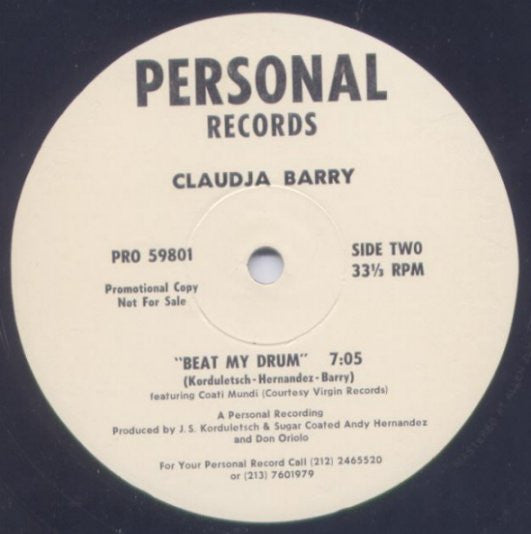 PERSONAL
RECORDS
CLAUDJA BARRY
PRO 59801
Promotional Copy
Not For Sale
SIDE TWO
33⅓ RPM
"BEAT MY DRUM" 7:05
(Korduletsch-Hernandez-Barry)
featuring Coati Mundi (Courtesy Virgin Records)
A Personal Recording
Produced by J. S. Korduletsch & Sugar Coated Andy Hernandez
and Don Oriolo
For Your Personal Record Call (212) 2465520
or (213) 7601979